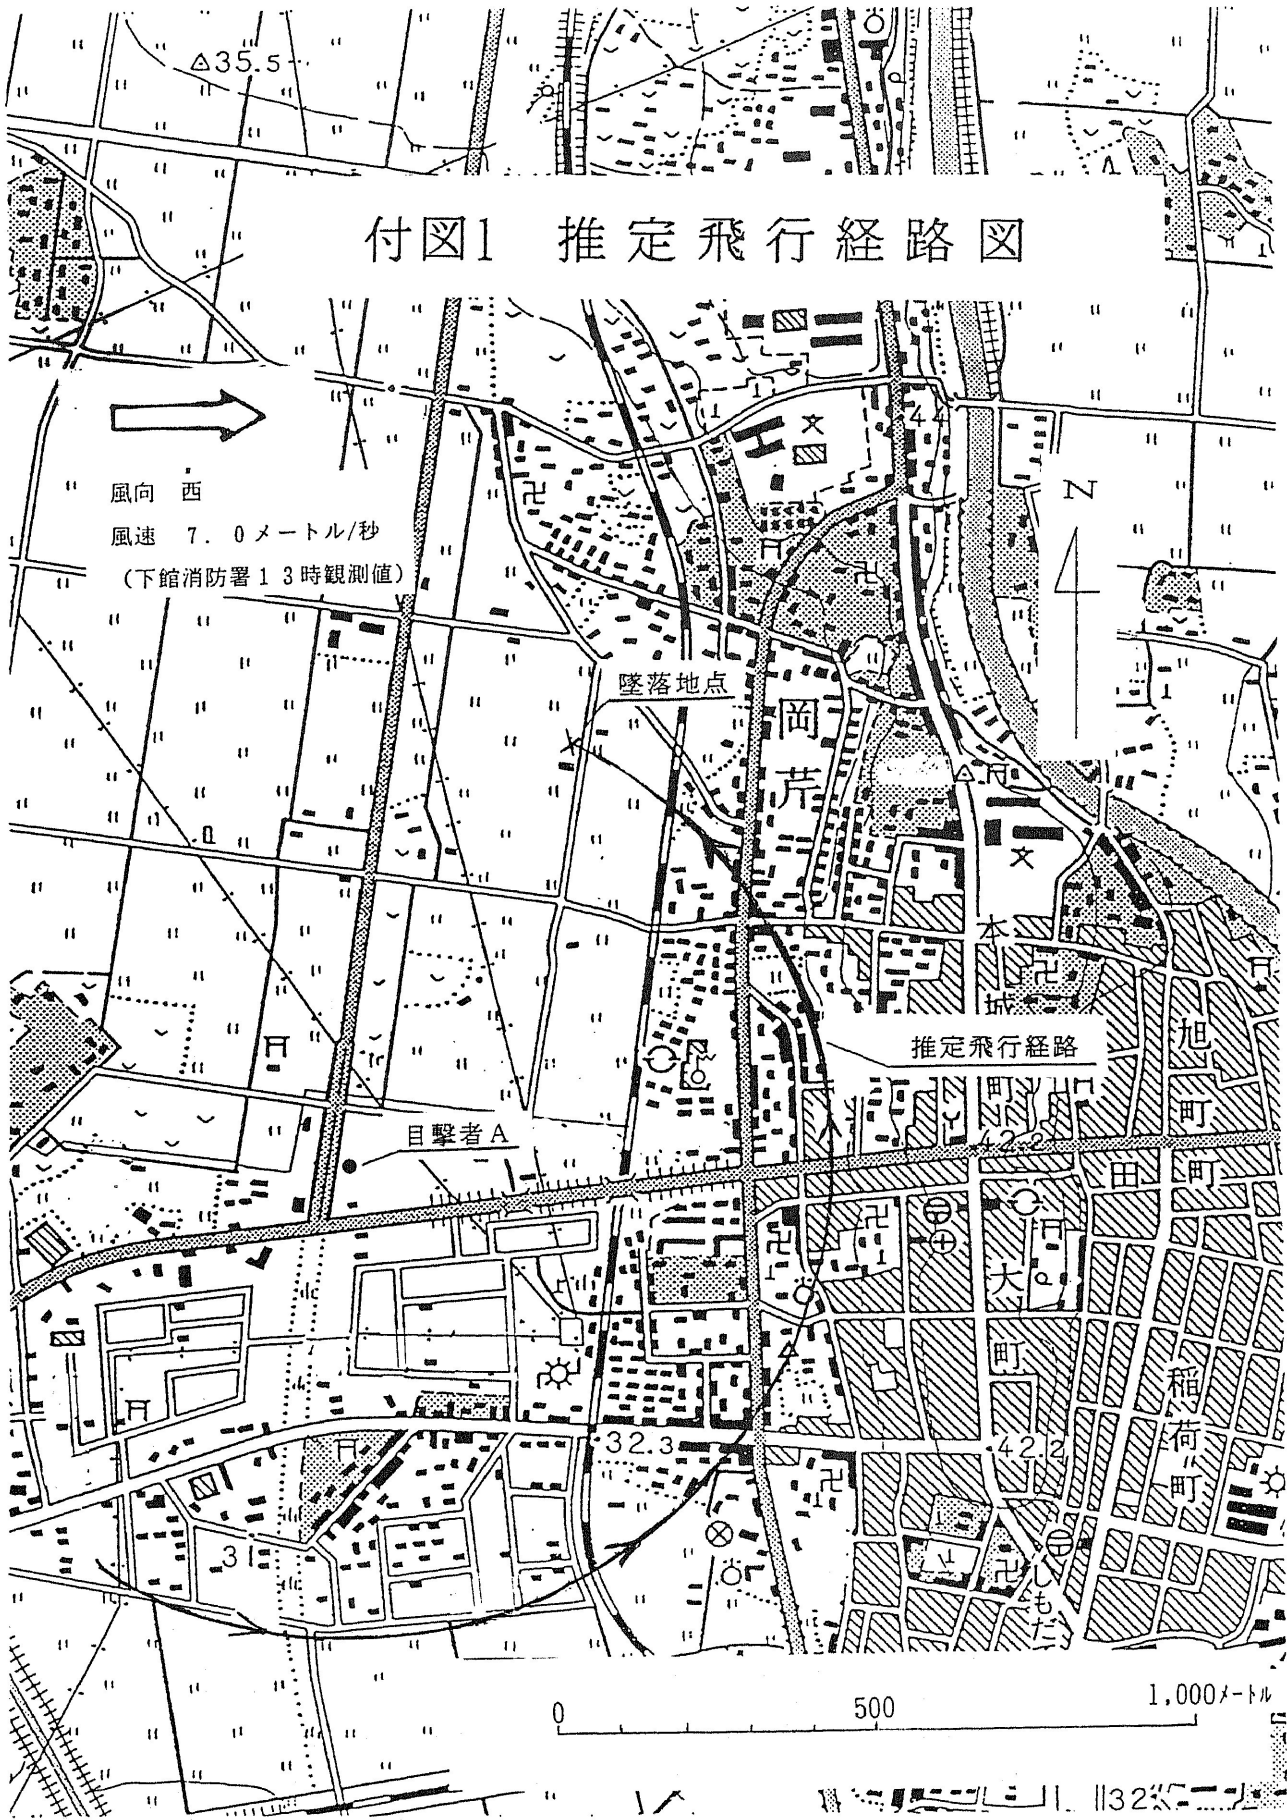 △35.5
付図1 推定飛行経路図
44
風向 西
風速 7.0メートル/秒
(下館消防署13時観測値)
N
墜落地点
岡芹
本城町
推定飛行経路
旭町
目撃者A
42.2
田町
大町
稲荷町
32.3
42.2
31
しもだ
0 500 1,000メートル
32